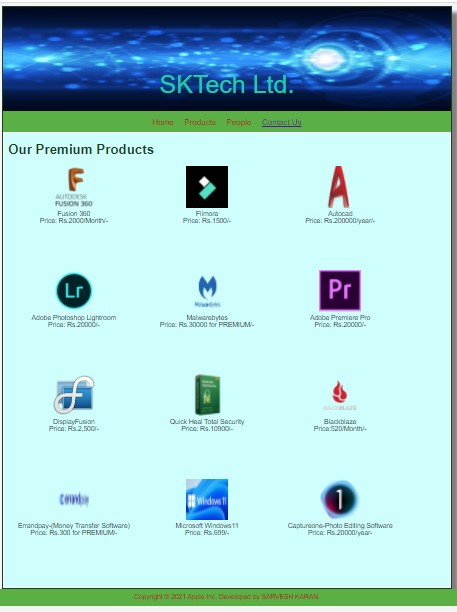 SKTech Ltd.
Home Products People Contact Us
Our Premium Products
AUTODESK
FUSION 360
Fusion 360
Price: Rs.2000/Month/-
Filmora
Price: Rs.1500/-
Autocad
Price: Rs.200000/year/-
Lr
Adobe Photoshop Lightroom
Price: Rs.20000/-
Malwarebytes
Price: Rs.30000 for PREMIUM/-
Pr
Adobe Premiere Pro
Price: Rs.20000/-
DisplayFusion
Price: Rs.2,500/-
Quick Heal Total Security
Price: Rs.10900/-
BACKBLAZE
Blackblaze
Price:520/Month/-
errandpay
Errandpay-(Money Transfer Software)
Price: Rs.300 for PREMIUM/-
Windows 11
Microsoft Windows11
Price: Rs.699/-
1
Captureone-Photo Editing Software
Price: Rs.20000/year-
Copyright © 2021 Apple Inc. Developed by SARVESH KARAN.